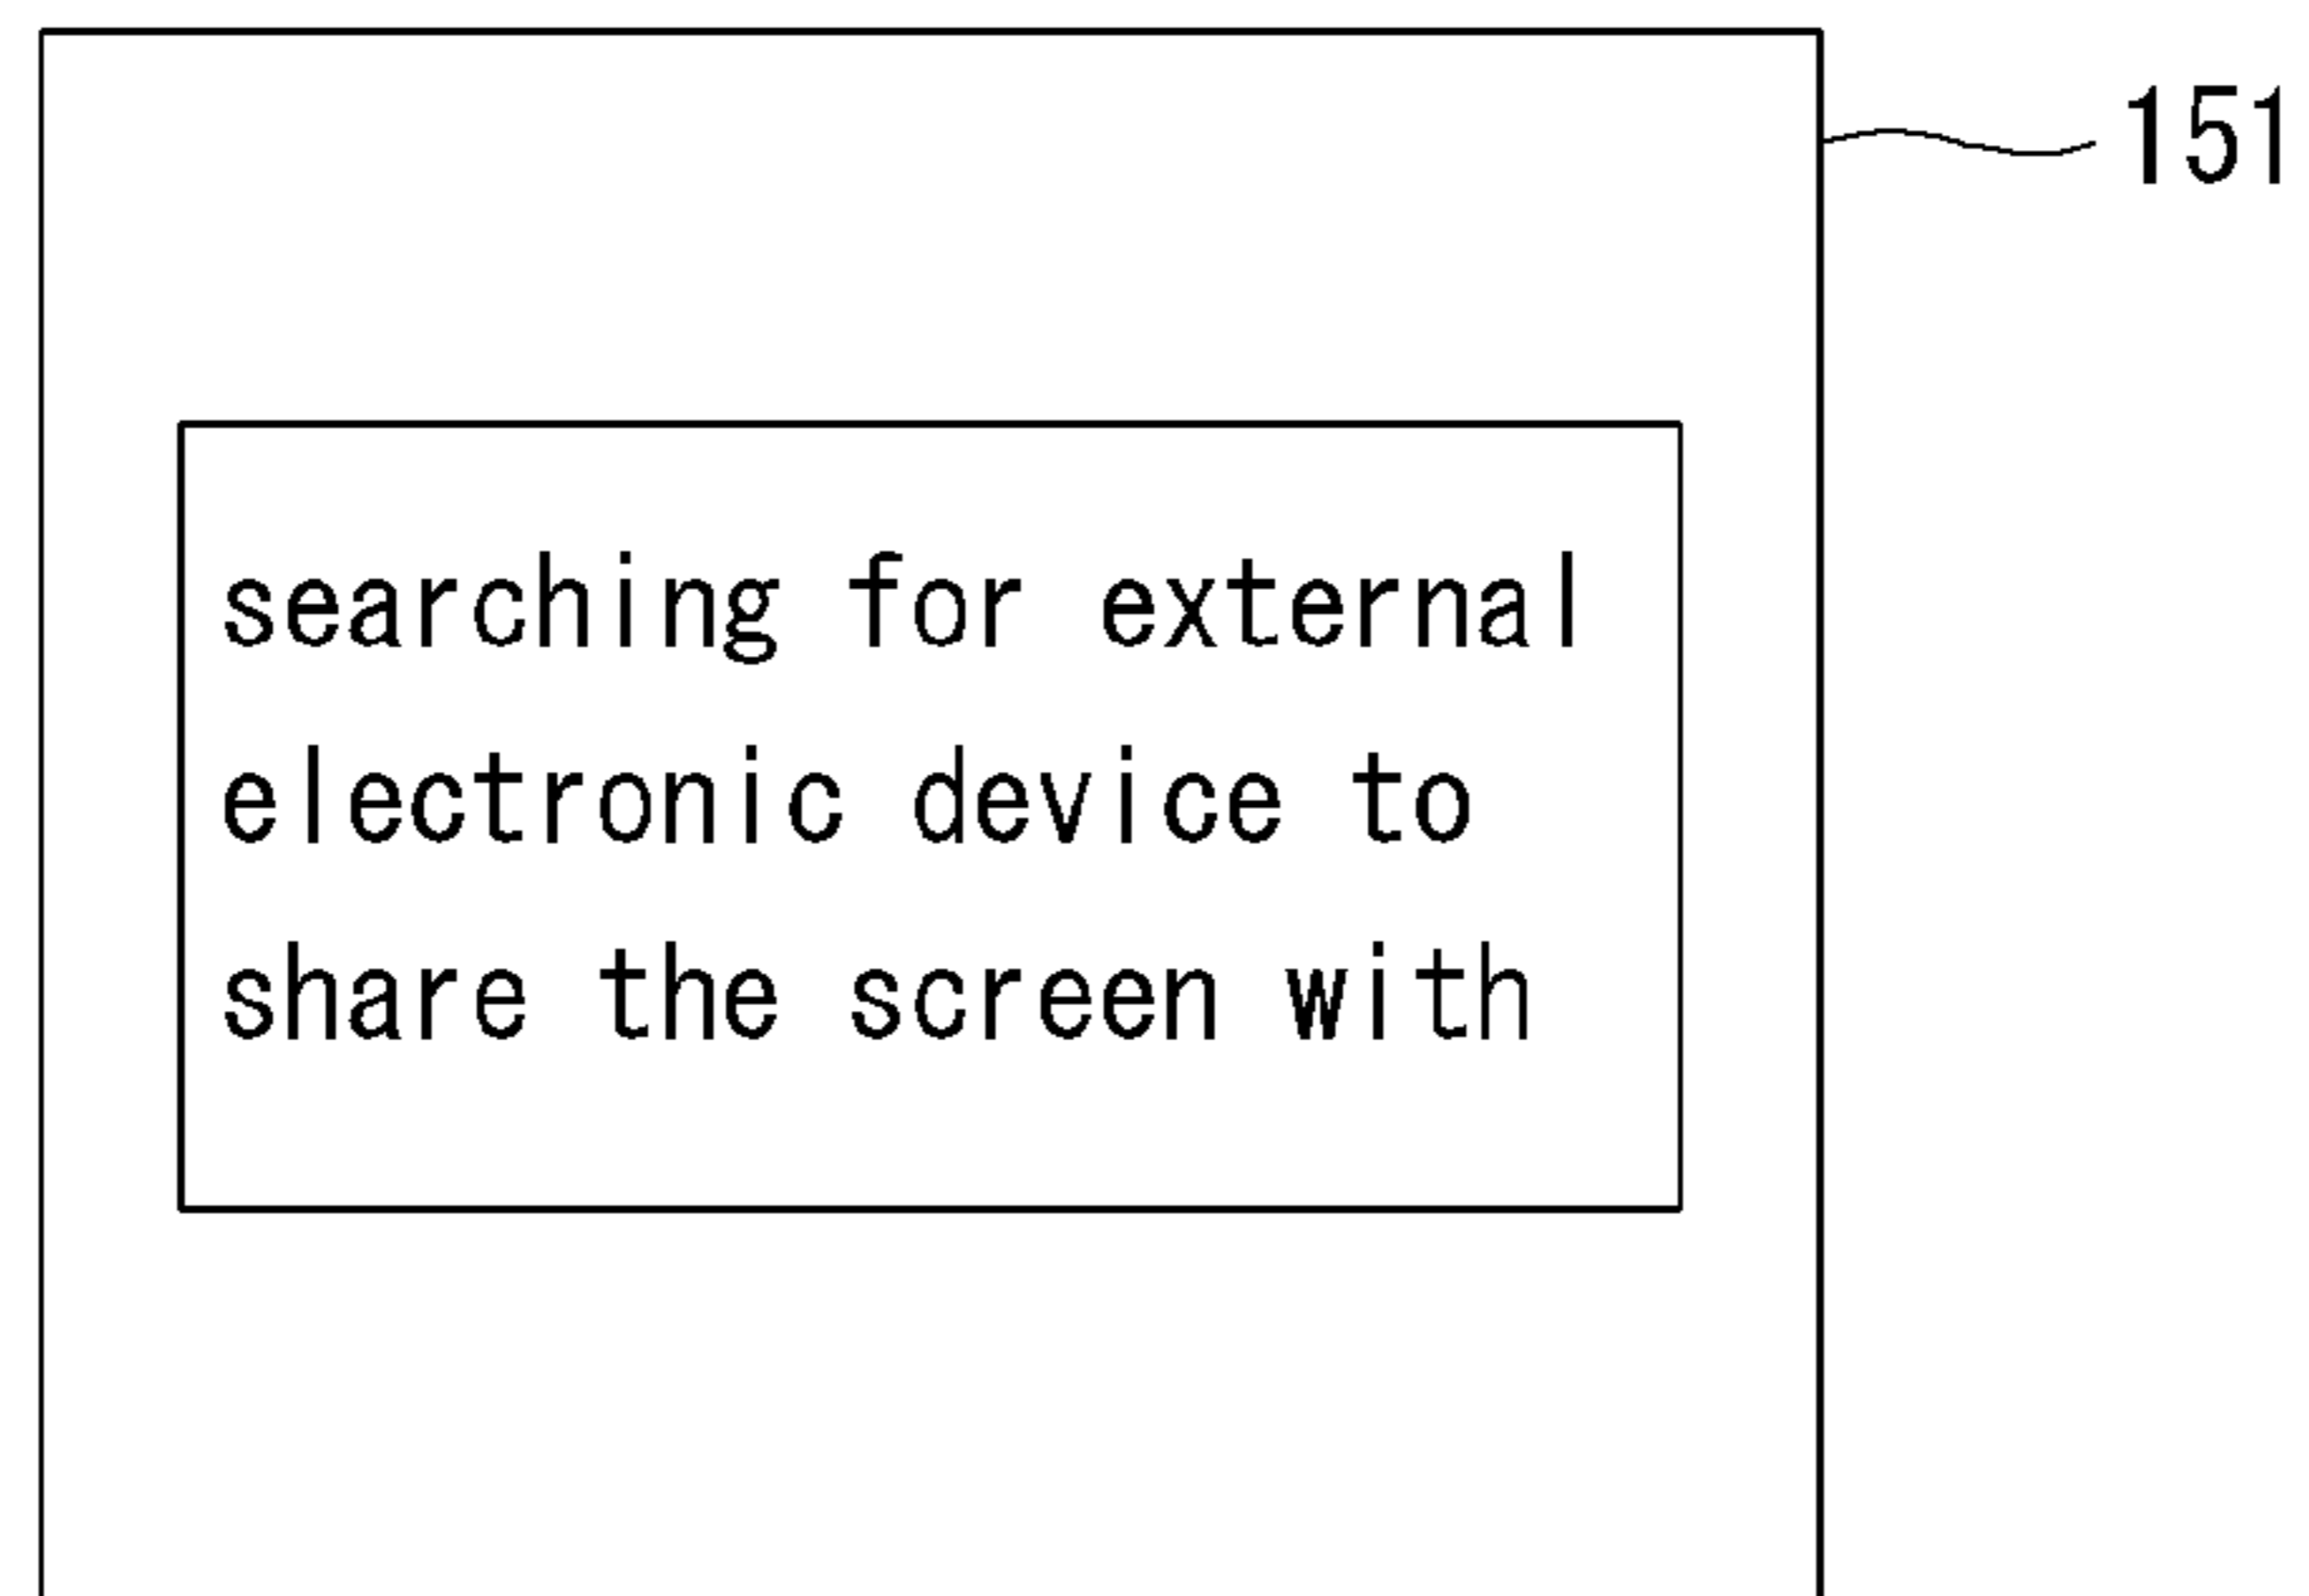 151
searching for external
electronic device to
share the screen with